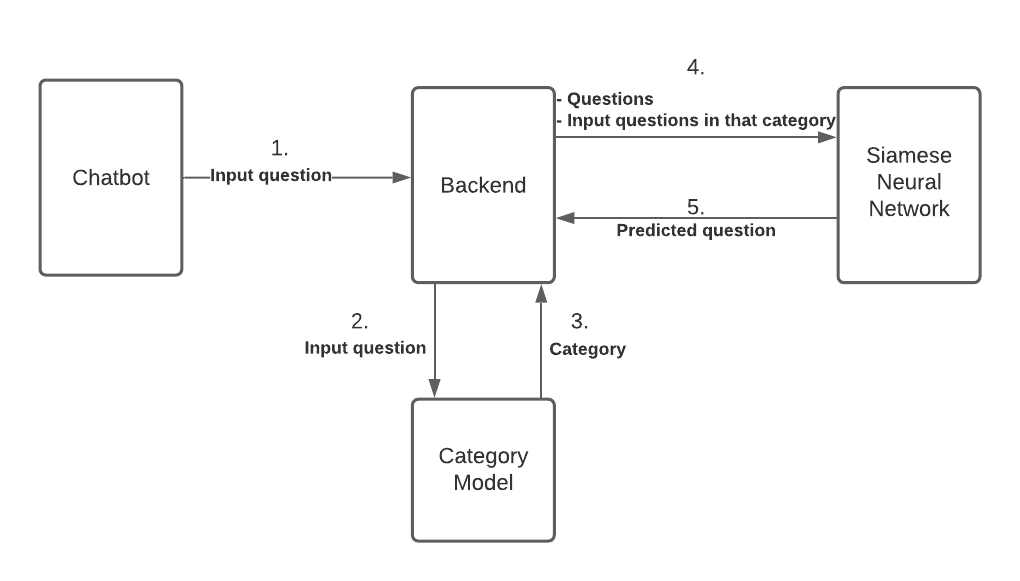 4.
- Questions
- Input questions in that category
1.
Input question
Chatbot
Backend
Siamese
Neural
Network
5.
Predicted question
2.
Input question
3.
Category
Category
Model